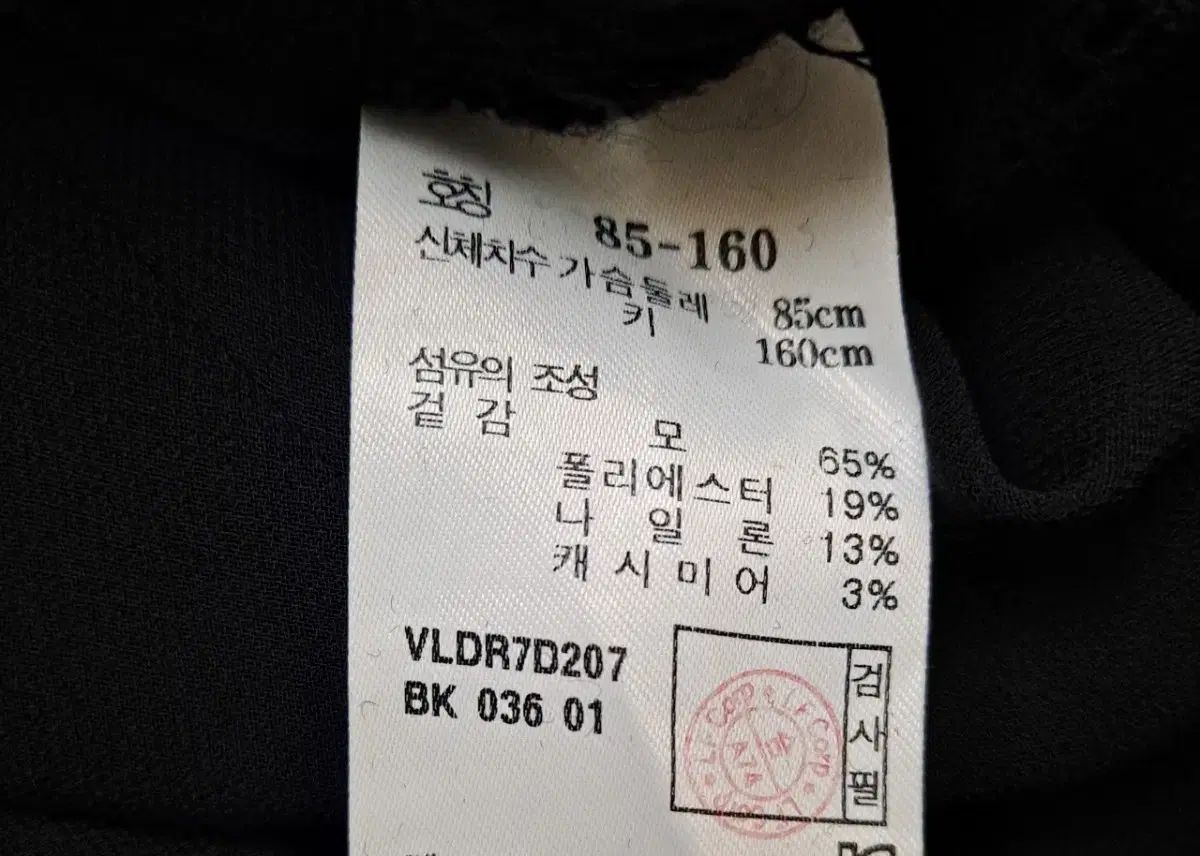 호칭 85-160
신체치수 가슴둘레 85cm
키 160cm
섬유의 조성
겉감
모 65%
폴리에스터 19%
나일론 13%
캐시미어 3%
VLDR7D207
BK 036 01
검사필
LF Corp